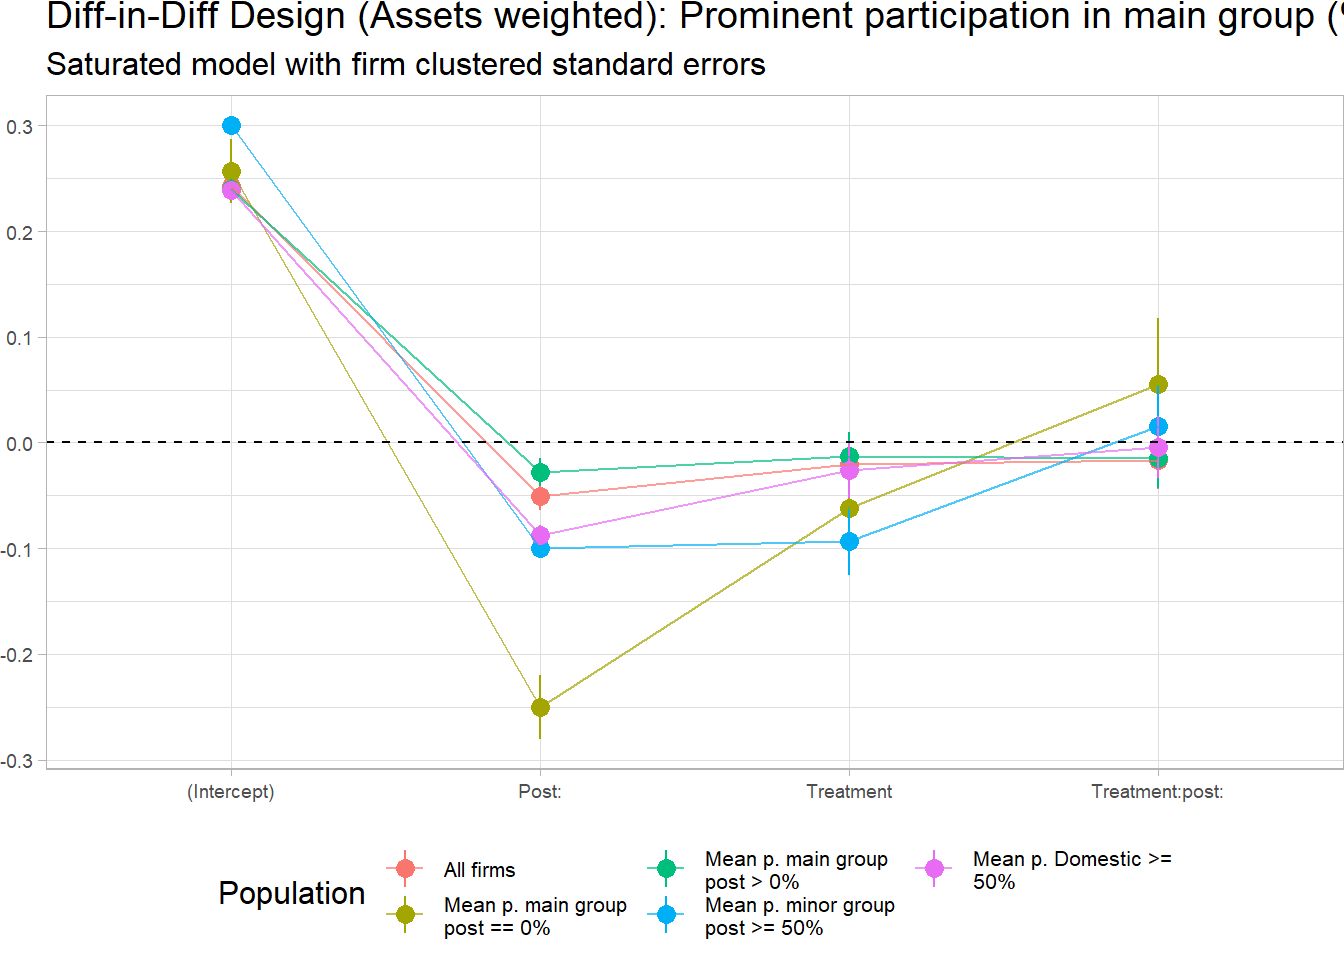 Diff-in-Diff Design (Assets weighted): Prominent participation in main group (
Saturated model with firm clustered standard errors
0.3
0.2
0.1
0.0
-0.1
-0.2
-0.3
(Intercept)
Post:
Treatment
Treatment:post:
Population
All firms
Mean p. main group
post == 0%
Mean p. main group
post > 0%
Mean p. minor group
post >= 50%
Mean p. Domestic >=
50%